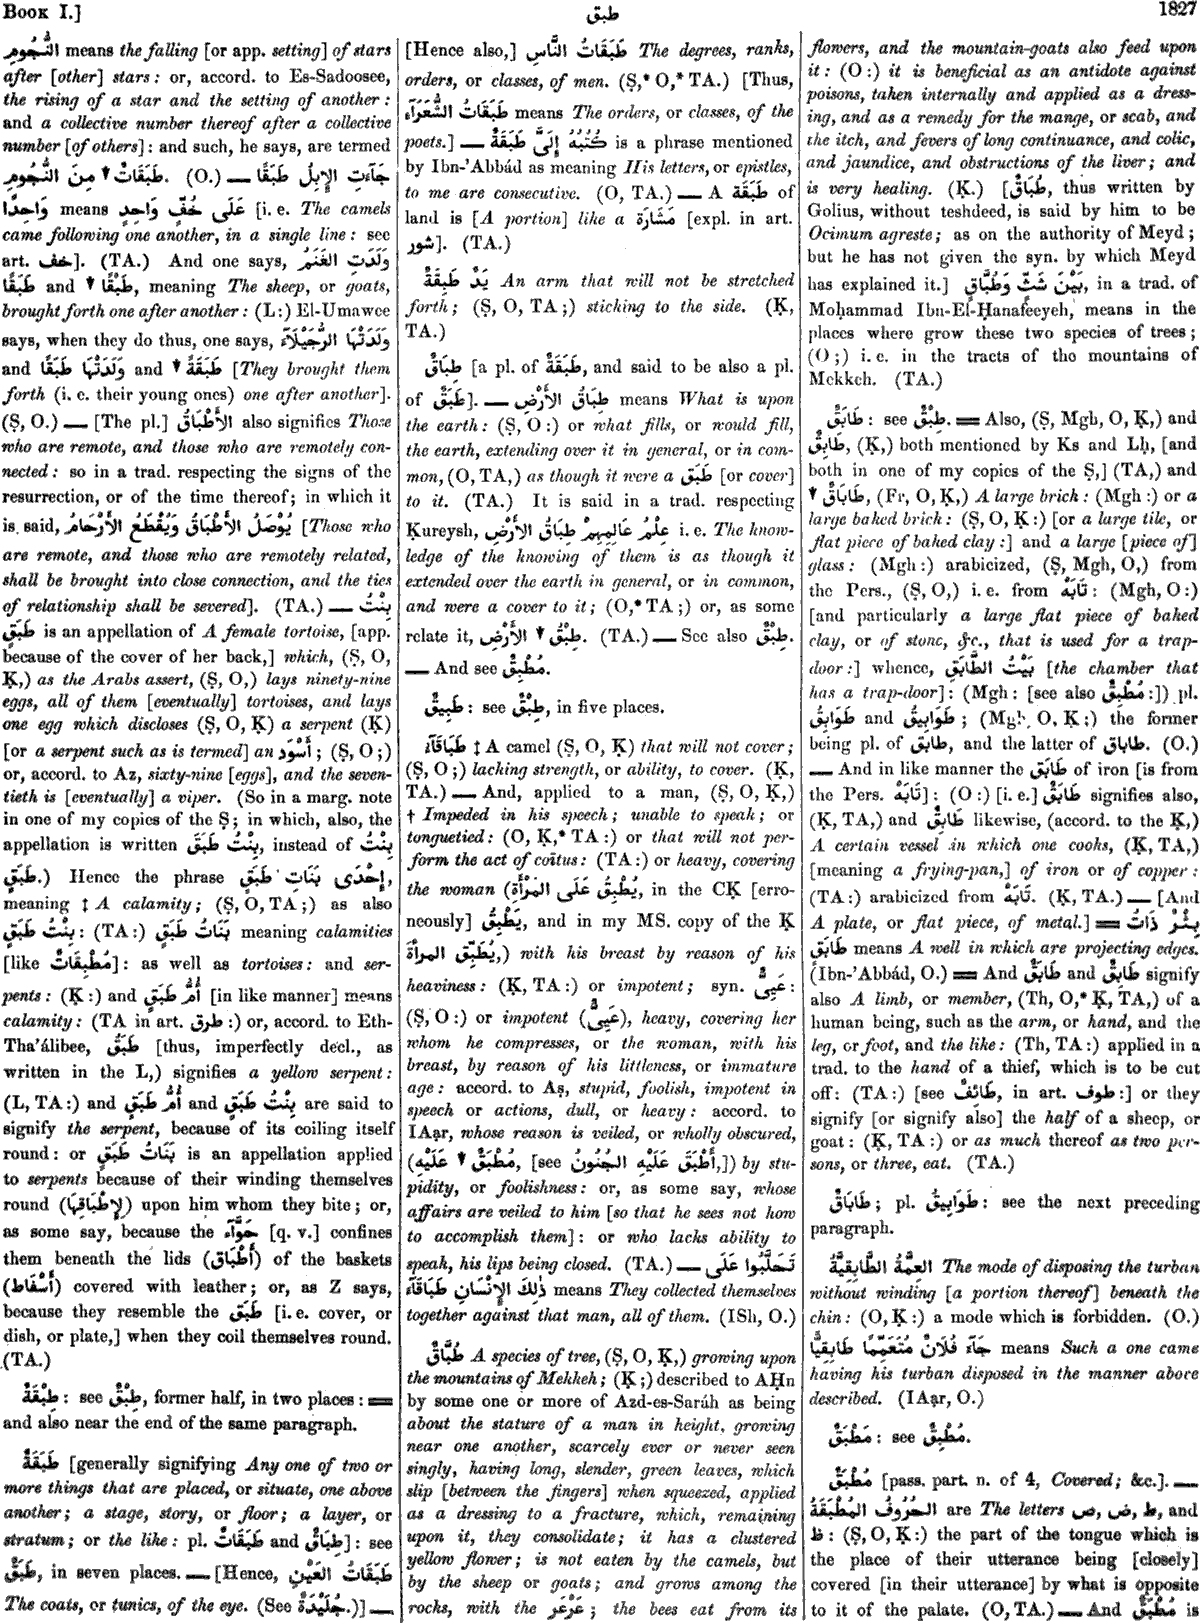 Book I.]
طبق
1827
النُّجُومِ means the falling [or app. setting] of stars
after [other] stars: or, accord. to Es-Sadoosee,
the rising of a star and the setting of another:
and a collective number thereof after a collective
number [of others]: and such, he says, are termed
طَبَقَاتٌ مِنَ النُّجُومِ. (O.) — جَآءَتِ الإِبِلُ طَبَقًا
وَاحِدًا عَلَى خُفٍّ وَاحِدٍ means [i. e. The camels
came following one another, in a single line: see
art. خف]. (TA.) And one says, وَلَدَتِ الغَنَمُ
طَبَقًا and طَبْقًا, meaning The sheep, or goats,
brought forth one after another: (L:) El-Umawee
says, when they do thus, one says, وَلَدْتُهَا الرُّجَيْلَآءَ
and وَلَدْتُهَا طَبَقًا and طَبَقَةً [They brought them
forth (i. e. their young ones) one after another].
(Ṣ, O.) — [The pl.] الأَطْبَاقُ also signifies Those
who are remote, and those who are remotely con-
nected: so in a trad. respecting the signs of the
resurrection, or of the time thereof; in which it
is said, يُوْصَلُ الأَطْبَاقُ وَيُقْطَعُ الأَرْحَامُ [Those who
are remote, and those who are remotely related,
shall be brought into close connection, and the ties
of relationship shall be severed]. (TA.) — بِنْتُ
طَبَقٍ is an appellation of A female tortoise, [app.
because of the cover of her back,] which, (Ṣ, O,
Ḳ,) as the Arabs assert, (Ṣ, O,) lays ninety-nine
eggs, all of them [eventually] tortoises, and lays
one egg which discloses (Ṣ, O, Ḳ) a serpent (Ḳ)
[or a serpent such as is termed] an أَسْوَد; (Ṣ, O;)
or, accord. to Az, sixty-nine [eggs], and the seven-
tieth is [eventually] a viper. (So in a marg. note
in one of my copies of the Ṣ; in which, also, the
appellation is written بِنْتُ طَبَقَ, instead of بِنْتُ
طَبَقٍ.) Hence the phrase إِحْدَى بَنَاتِ طَبَقٍ,
meaning ‡ A calamity; (Ṣ, O, TA;) as also
بِنْتُ طَبَقٍ: (TA:) بَنَاتُ طَبَقٍ meaning calamities
[like مُطْبِقَاتٌ]: as well as tortoises: and ser-
pents: (Ḳ:) and أُمُّ طَبَقٍ [in like manner] means
calamity: (TA in art. طرق:) or, accord. to Eth-
Tha'álibee, طَبَقُ [thus, imperfectly decl., as
written in the L,) signifies a yellow serpent:
(L, TA:) and أُمُّ طَبَقٍ and بِنْتُ طَبَقٍ are said to
signify the serpent, because of its coiling itself
round: or بَنَاتُ طَبَقٍ is an appellation applied
to serpents because of their winding themselves
round (لِإِطْبَاقِهَا) upon him whom they bite; or,
as some say, because the حَوَّآء [q. v.] confines
them beneath the lids (أَطْبَاق) of the baskets
(أَسْفَاط) covered with leather; or, as Z says,
because they resemble the طَبَق [i. e. cover, or
dish, or plate,] when they coil themselves round.
(TA.)
طِبْقَةٌ: see طِبْقٌ, former half, in two places: =
and also near the end of the same paragraph.
طَبَقَةٌ [generally signifying Any one of two or
more things that are placed, or situate, one above
another; a stage, story, or floor; a layer, or
stratum; or the like: pl. طَبَقَاتٌ and طِبَاقٌ]: see
طَبَقٌ, in seven places. — [Hence, طَبَقَاتُ العَيْنِ
The coats, or tunics, of the eye. (See جُلَيْدَةٌ.)] —
[Hence also,] طَبَقَاتُ النَّاسِ The degrees, ranks,
orders, or classes, of men. (Ṣ,* O,* TA.) [Thus,
طَبَقَاتُ الشُّعَرَآءِ means The orders, or classes, of the
poets.] — كُتُبُهُ إِلَىَّ طَبَقَةٌ is a phrase mentioned
by Ibn-'Abbád as meaning His letters, or epistles,
to me are consecutive. (O, TA.) — A طَبَقَة of
land is [A portion] like a مَشَارَة [expl. in art.
شور]. (TA.)
يَدٌ طَبِقَةٌ An arm that will not be stretched
forth; (Ṣ, O, TA;) sticking to the side. (Ḳ,
TA.)
طِبَاقٌ [a pl. of طَبَقَةٌ, and said to be also a pl.
of طَبَقٌ]. — طِبَاقُ الأَرْضِ means What is upon
the earth: (Ṣ, O:) or what fills, or would fill,
the earth, extending over it in general, or in com-
mon, (O, TA,) as though it were a طَبَق [or cover]
to it. (TA.) It is said in a trad. respecting
Ḳureysh, عِلْمُ عَالِمِهِمْ طِبَاقُ الأَرْضِ i. e. The know-
ledge of the knowing of them is as though it
extended over the earth in general, or in common,
and were a cover to it; (O,* TA;) or, as some
relate it, طِبْقُ الأَرْضِ. (TA.) — See also طِبْقٌ.
— And see مُطْبِقٌ.
طَبِيقٌ: see طِبْقٌ, in five places.
طَبَاقَآءُ ‡ A camel (Ṣ, O, Ḳ) that will not cover;
(Ṣ, O;) lacking strength, or ability, to cover. (Ḳ,
TA.) — And, applied to a man, (Ṣ, O, Ḳ,)
† Impeded in his speech; unable to speak; or
tonguetied: (O, Ḳ,* TA:) or that will not per-
form the act of coïtus: (TA:) or heavy, covering
the woman (يُطْبِقُ عَلَى المَرْأَةِ, in the CḲ [erro-
neously] يَطْبِقُ, and in my MS. copy of the Ḳ
يُطَبِّق المرأة,) with his breast by reason of his
heaviness: (Ḳ, TA:) or impotent; syn. عَيِىٌّ:
(Ṣ, O:) or impotent (عَيِىٌّ), heavy, covering her
whom he compresses, or the woman, with his
breast, by reason of his littleness, or immature
age: accord. to Aṣ, stupid, foolish, impotent in
speech or actions, dull, or heavy: accord. to
IAạr, whose reason is veiled, or wholly obscured,
(مُطْبَقٌ عَلَيْهِ, [see أَطْبَقَ عَلَيْهِ الجُنُونُ,]) by stu-
pidity, or foolishness: or, as some say, whose
affairs are veiled to him [so that he sees not how
to accomplish them]: or who lacks ability to
speak, his lips being closed. (TA.) — تَحَلَّبُوا عَلَى
ذٰلِكَ الإِنْسَانِ طَبَاقَآءَ means They collected themselves
together against that man, all of them. (ISh, O.)
طُبَّاقٌ A species of tree, (Ṣ, O, Ḳ,) growing upon
the mountains of Mekkeh; (Ḳ;) described to AḤn
by some one or more of Azd-es-Saráh as being
about the stature of a man in height, growing
near one another, scarcely ever or never seen
singly, having long, slender, green leaves, which
slip [between the fingers] when squeezed, applied
as a dressing to a fracture, which, remaining
upon it, they consolidate; it has a clustered
yellow flower; is not eaten by the camels, but
by the sheep or goats; and grows among the
rocks, with the عَرْعَر; the bees eat from its
flowers, and the mountain-goats also feed upon
it: (O:) it is beneficial as an antidote against
poisons, taken internally and applied as a dress-
ing, and as a remedy for the mange, or scab, and
the itch, and fevers of long continuance, and colic,
and jaundice, and obstructions of the liver; and
is very healing. (Ḳ.) [طُبَاقٌ, thus written by
Golius, without teshdeed, is said by him to be
Ocimum agreste; as on the authority of Meyd;
but he has not given the syn. by which Meyd
has explained it.] بَيْنَ شَثٍّ وَطُبَّاقٍ, in a trad. of
Moḥammad Ibn-El-Ḥanafeeyeh, means in the
places where grow these two species of trees;
(O;) i. e. in the tracts of the mountains of
Mekkeh. (TA.)
طَابَقٌ: see طِبْقٌ. = Also, (Ṣ, Mgh, O, Ḳ,) and
طَابِقٌ, (Ḳ,) both mentioned by Ks and Lḥ, [and
both in one of my copies of the Ṣ,] (TA,) and
طَابَاقٌ, (Fr, O, Ḳ,) A large brick: (Mgh:) or a
large baked brick: (Ṣ, O, Ḳ:) [or a large tile, or
flat piece of baked clay:] and a large [piece of]
glass: (Mgh:) arabicized, (Ṣ, Mgh, O,) from
the Pers., (Ṣ, O,) i. e. from تَابَهْ: (Mgh, O:)
[and particularly a large flat piece of baked
clay, or of stone, &c., that is used for a trap-
door:] whence, بَيْتُ الطَّابَقِ [the chamber that
has a trap-door]: (Mgh: [see also مُطْبِقٌ:]) pl.
طَوَابِقُ and طَوَابِيقُ; (Mgh, O, Ḳ;) the former
being pl. of طابق, and the latter of طاباق. (O.)
— And in like manner the طَابَق of iron [is from
the Pers. تَابَهْ]: (O:) [i. e.] طَابَقٌ signifies also,
(Ḳ, TA,) and طَابِقٌ likewise, (accord. to the Ḳ,)
A certain vessel in which one cooks, (Ḳ, TA,)
[meaning a frying-pan,] of iron or of copper:
(TA:) arabicized from تَابَهْ. (Ḳ, TA.) — [And
A plate, or flat piece, of metal.] = بِئْرٌ ذَاتُ
طَابَقٍ means A well in which are projecting edges.
(Ibn-'Abbád, O.) = And طَابَقٌ and طَابِقٌ signify
also A limb, or member, (Th, O,* Ḳ, TA,) of a
human being, such as the arm, or hand, and the
leg, or foot, and the like: (Th, TA:) applied in a
trad. to the hand of a thief, which is to be cut
off: (TA:) [see طَائِفٌ, in art. طوف:] or they
signify [or signify also] the half of a sheep, or
goat: (Ḳ, TA:) or as much thereof as two per-
sons, or three, eat. (TA.)
طَابَاقٌ; pl. طَوَابِيقُ: see the next preceding
paragraph.
العِمَّةُ الطَّابِقِيَّةُ The mode of disposing the turban
without winding [a portion thereof] beneath the
chin: (O, Ḳ:) a mode which is forbidden. (O.)
جَآءَ فُلَانٌ مُتَعَمِّمًا طَابِقِيًّا means Such a one came
having his turban disposed in the manner above
described. (IAạr, O.)
مَطْبَقٌ: see مُطْبِقٌ.
مُطْبَقٌ [pass. part. n. of 4, Covered; &c.]. —
الحُرُوفُ المُطْبَقَةُ are The letters ص, ض, ط, and
ظ: (Ṣ, O, Ḳ:) the part of the tongue which is
the place of their utterance being [closely]
covered [in their utterance] by what is opposite
to it of the palate. (O, TA.) — And مُطْبَقٌ is